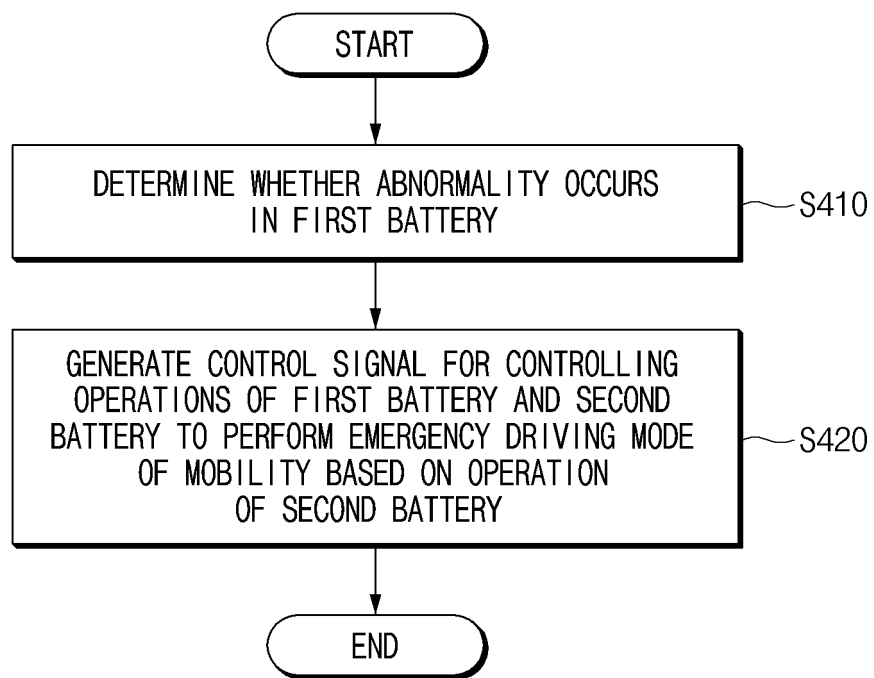 START
DETERMINE WHETHER ABNORMALITY OCCURS
IN FIRST BATTERY
S410
GENERATE CONTROL SIGNAL FOR CONTROLLING
OPERATIONS OF FIRST BATTERY AND SECOND
BATTERY TO PERFORM EMERGENCY DRIVING MODE
OF MOBILITY BASED ON OPERATION
OF SECOND BATTERY
S420
END